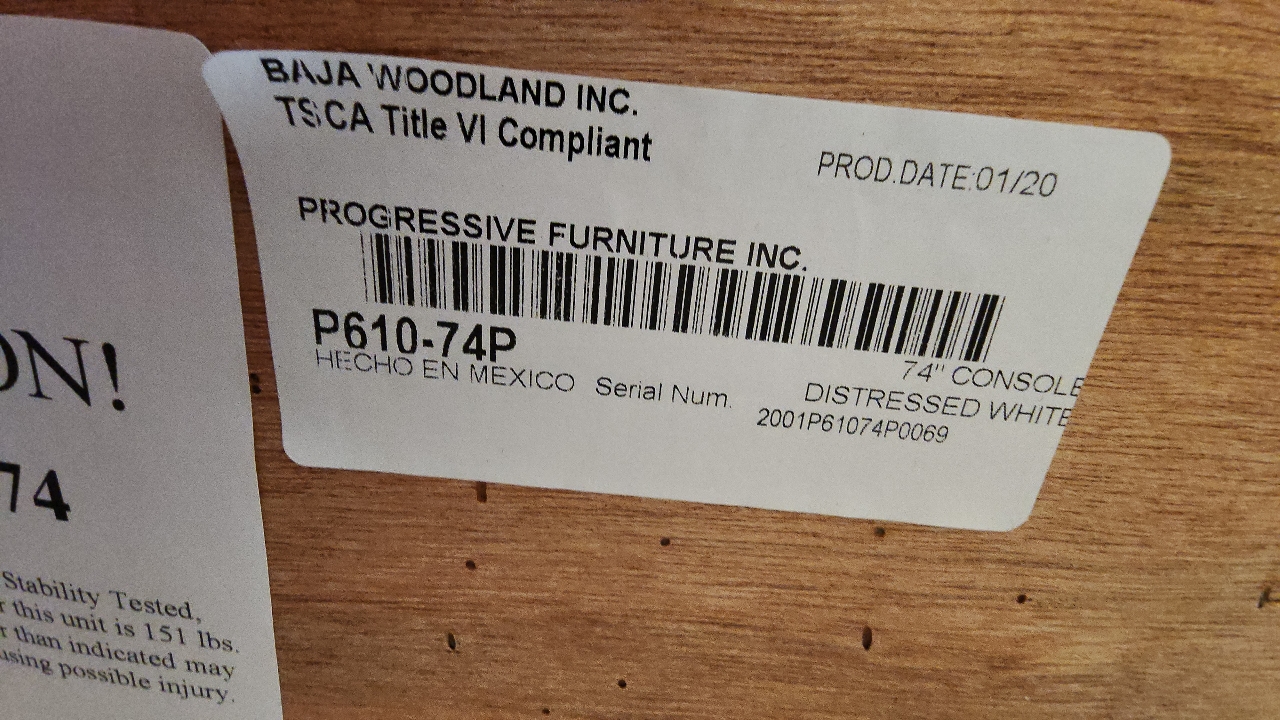 BAJA WOODLAND INC.
TSCA Title VI Compliant
PROD.DATE:01/20
PROGRESSIVE FURNITURE INC.
P610-74P
74" CONSOLE
HECHO EN MEXICO Serial Num.
DISTRESSED WHITE
2001P61074P0069
ON!
74
Stability Tested,
r this unit is 151 lbs.
r than indicated may
using possible injury.